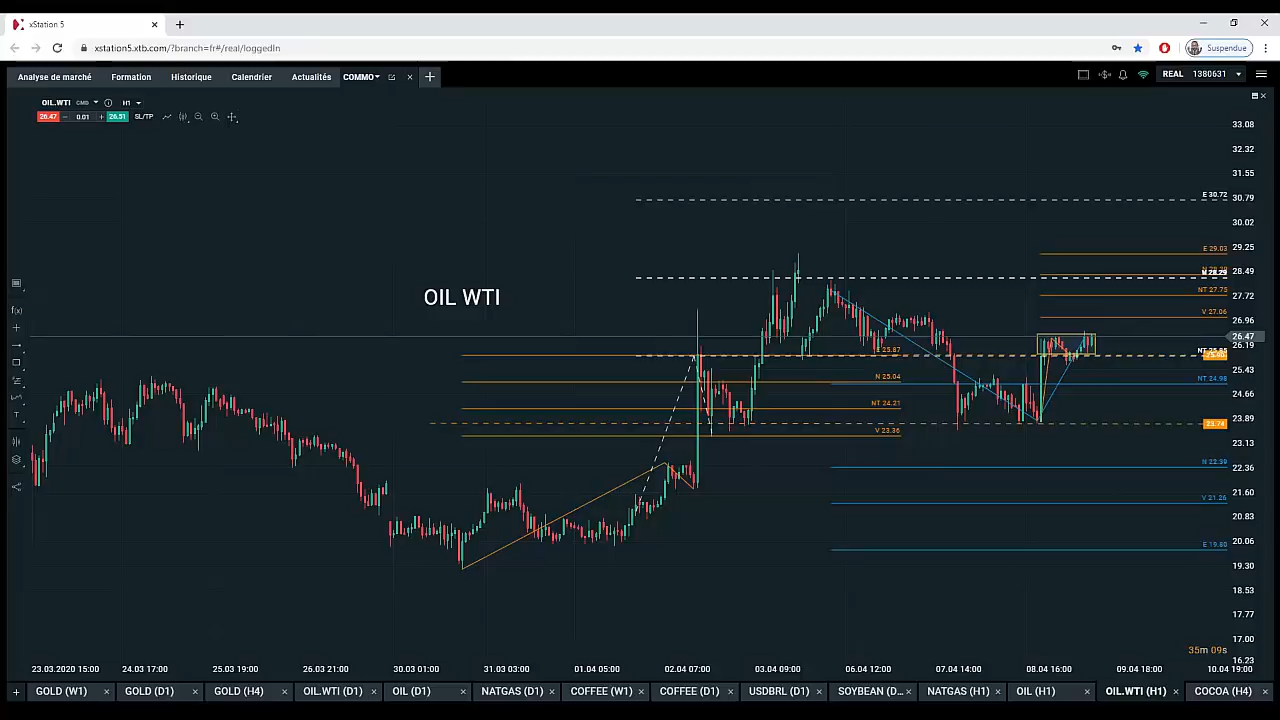 xStation 5
xstation5.xtb.com/?branch=fr#/real/loggedIn
Suspendue
Analyse de marché Formation Historique Calendrier Actualités COMMO
REAL 1380631
OIL.WTI CMD H1
26.47 0.01 26.51 SL/TP
33.08
32.32
31.55
E 30.72
30.79
30.02
E 29.03
29.25
28.49
NT 27.75
27.72
V 27.06
26.96
OIL WTI
26.47
26.19
E 25.87
N 25.04
25.43
NT 24.98
24.66
NT 24.21
23.89
23.74
V 23.36
23.13
N 22.39
22.36
21.60
V 21.26
20.83
20.06
E 19.80
19.30
18.53
17.77
17.00
35m 09s
16.23
23.03.2020 15:00 24.03 17:00 25.03 19:00 26.03 21:00 30.03 01:00 31.03 03:00 01.04 05:00 02.04 07:00 03.04 09:00 06.04 12:00 07.04 14:00 08.04 16:00 09.04 18:00 10.04 19:00
GOLD (W1) GOLD (D1) GOLD (H4) OIL.WTI (D1) OIL (D1) NATGAS (D1) COFFEE (W1) COFFEE (D1) USDBRL (D1) SOYBEAN (D... NATGAS (H1) OIL (H1) OIL.WTI (H1) COCOA (H4)